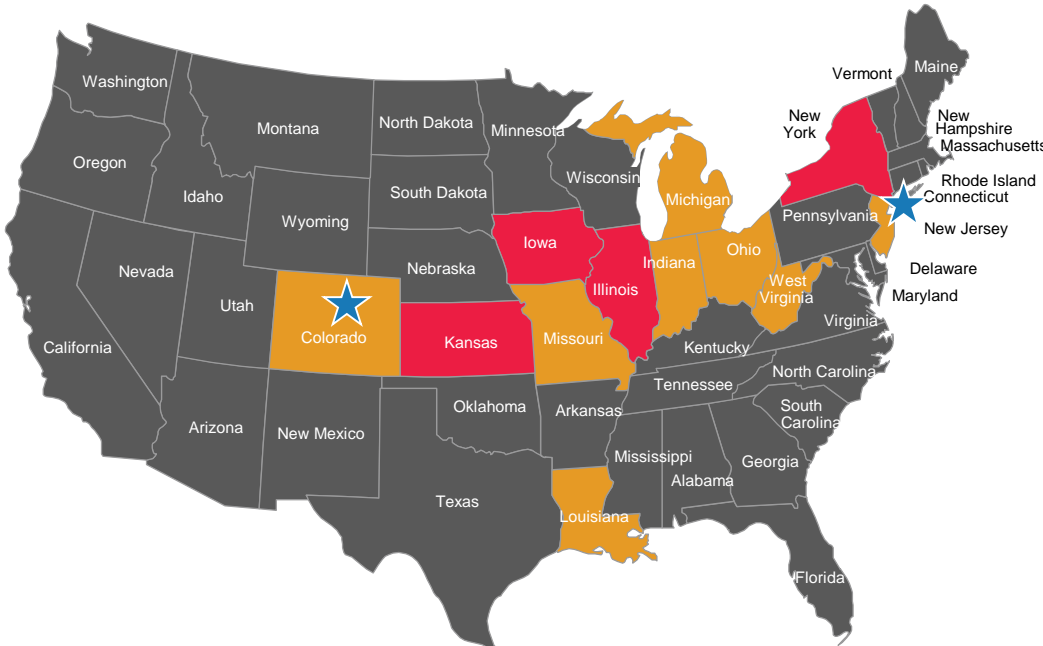 Maine
Vermont
Washington
New
York
New
Hampshire
Massachusetts
Montana
North Dakota
Minnesota
Oregon
Wisconsin
Rhode Island
Connecticut
Idaho
South Dakota
Michigan
Pennsylvania
Wyoming
New Jersey
Iowa
Ohio
Nevada
Nebraska
Indiana
Delaware
Utah
Illinois
West
Virginia
Maryland
California
Colorado
Kansas
Missouri
Kentucky
Virginia
North Carolina
Tennessee
Oklahoma
Arkansas
South
Carolina
Arizona
New Mexico
Mississippi
Georgia
Alabama
Texas
Louisiana
Florida